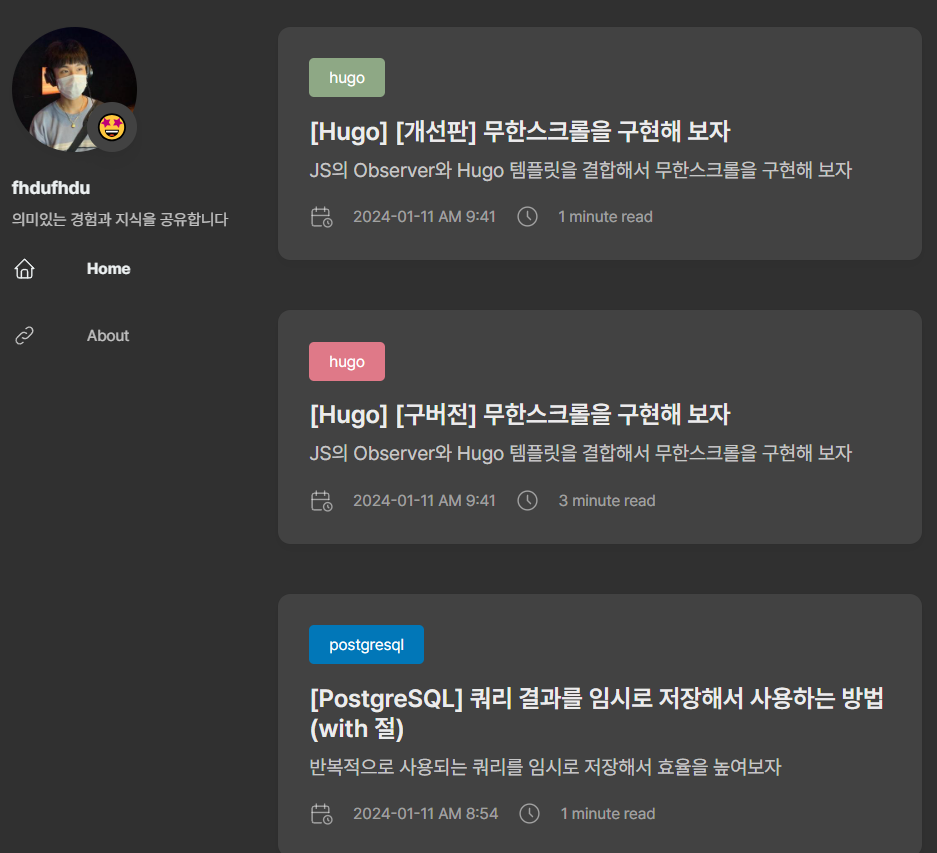 fhdufhdu
의미있는 경험과 지식을 공유합니다
Home
About
hugo
[Hugo] [개선판] 무한스크롤을 구현해 보자
JS의 Observer와 Hugo 템플릿을 결합해서 무한스크롤을 구현해 보자
2024-01-11 AM 9:41 1 minute read
hugo
[Hugo] [구버전] 무한스크롤을 구현해 보자
JS의 Observer와 Hugo 템플릿을 결합해서 무한스크롤을 구현해 보자
2024-01-11 AM 9:41 3 minute read
postgresql
[PostgreSQL] 쿼리 결과를 임시로 저장해서 사용하는 방법
(with 절)
반복적으로 사용되는 쿼리를 임시로 저장해서 효율을 높여보자
2024-01-11 AM 8:54 1 minute read